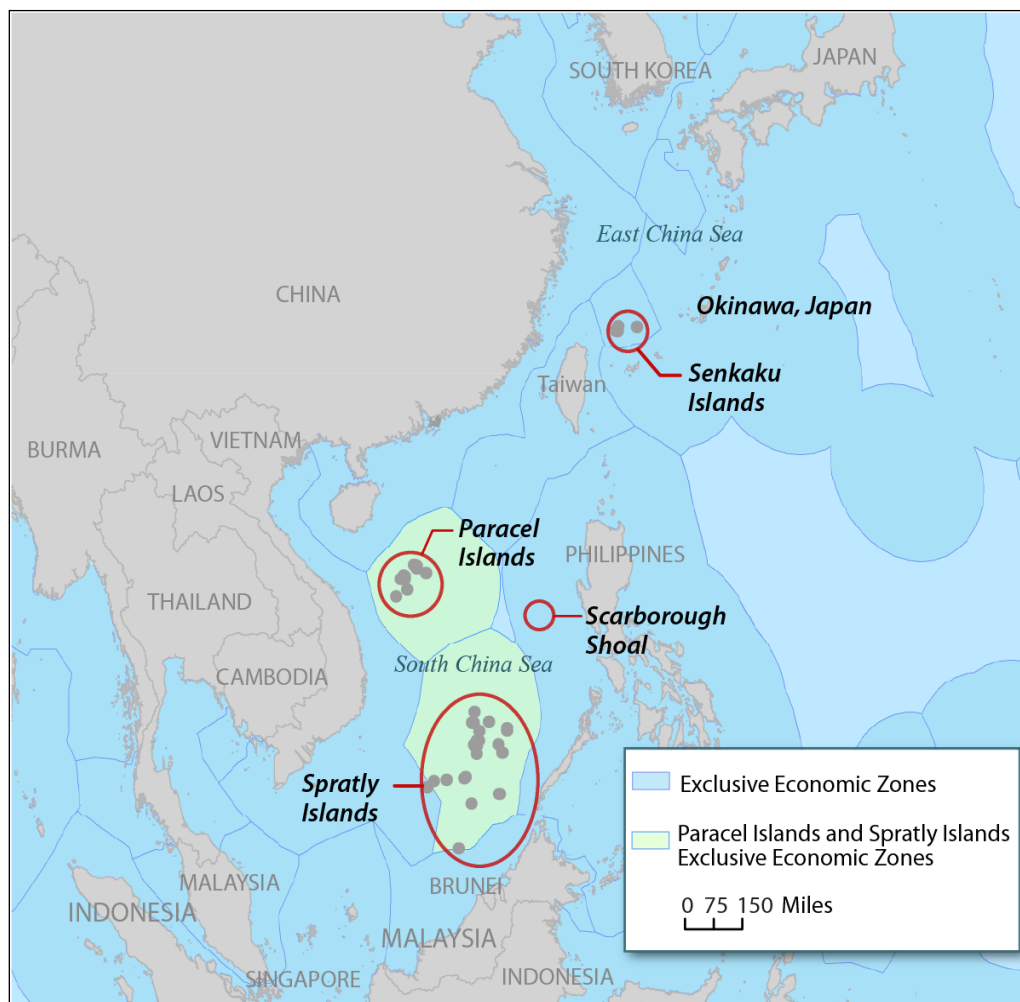 SOUTH KOREA
JAPAN
East China Sea
CHINA
Okinawa, Japan
Senkaku
Islands
Taiwan
BURMA
VIETNAM
LAOS
Paracel
Islands
PHILIPPINES
THAILAND
Scarborough
Shoal
South China Sea
CAMBODIA
Spratly
Islands
Exclusive Economic Zones
Paracel Islands and Spratly Islands
Exclusive Economic Zones
0 75 150 Miles
MALAYSIA
BRUNEI
INDONESIA
MALAYSIA
SINGAPORE
INDONESIA